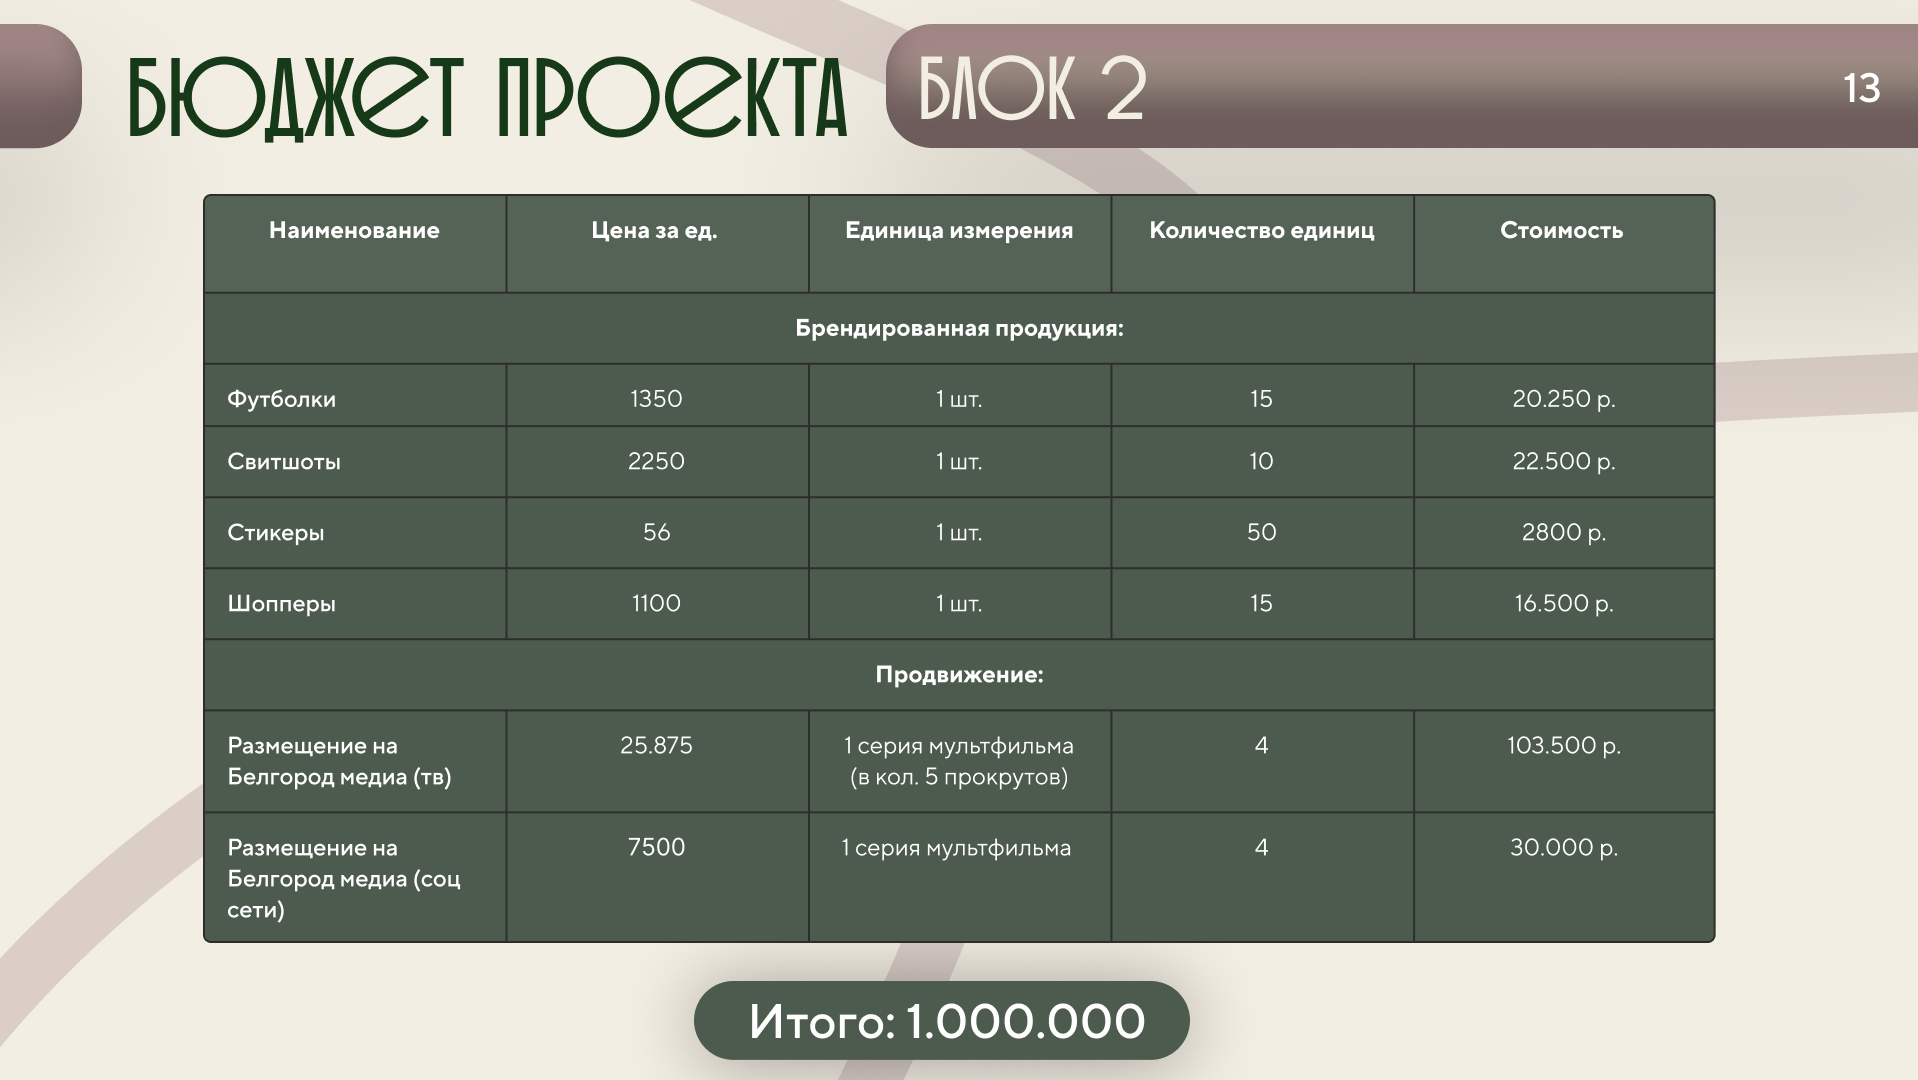 БЮДЖЕТ ПРОЕКТА
БЛОК 2
13
Наименование Цена за ед. Единица измерения Количество единиц Стоимость
Брендированная продукция:
Футболки 1350 1 шт. 15 20.250 р.
Свитшоты 2250 1 шт. 10 22.500 р.
Стикеры 56 1 шт. 50 2800 р.
Шопперы 1100 1 шт. 15 16.500 р.
Продвижение:
Размещение на 25.875 1 серия мультфильма 4 103.500 р.
Белгород медиа (тв) (в кол. 5 прокрутов)
Размещение на 7500 1 серия мультфильма 4 30.000 р.
Белгород медиа (соц
сети)
Итого: 1.000.000